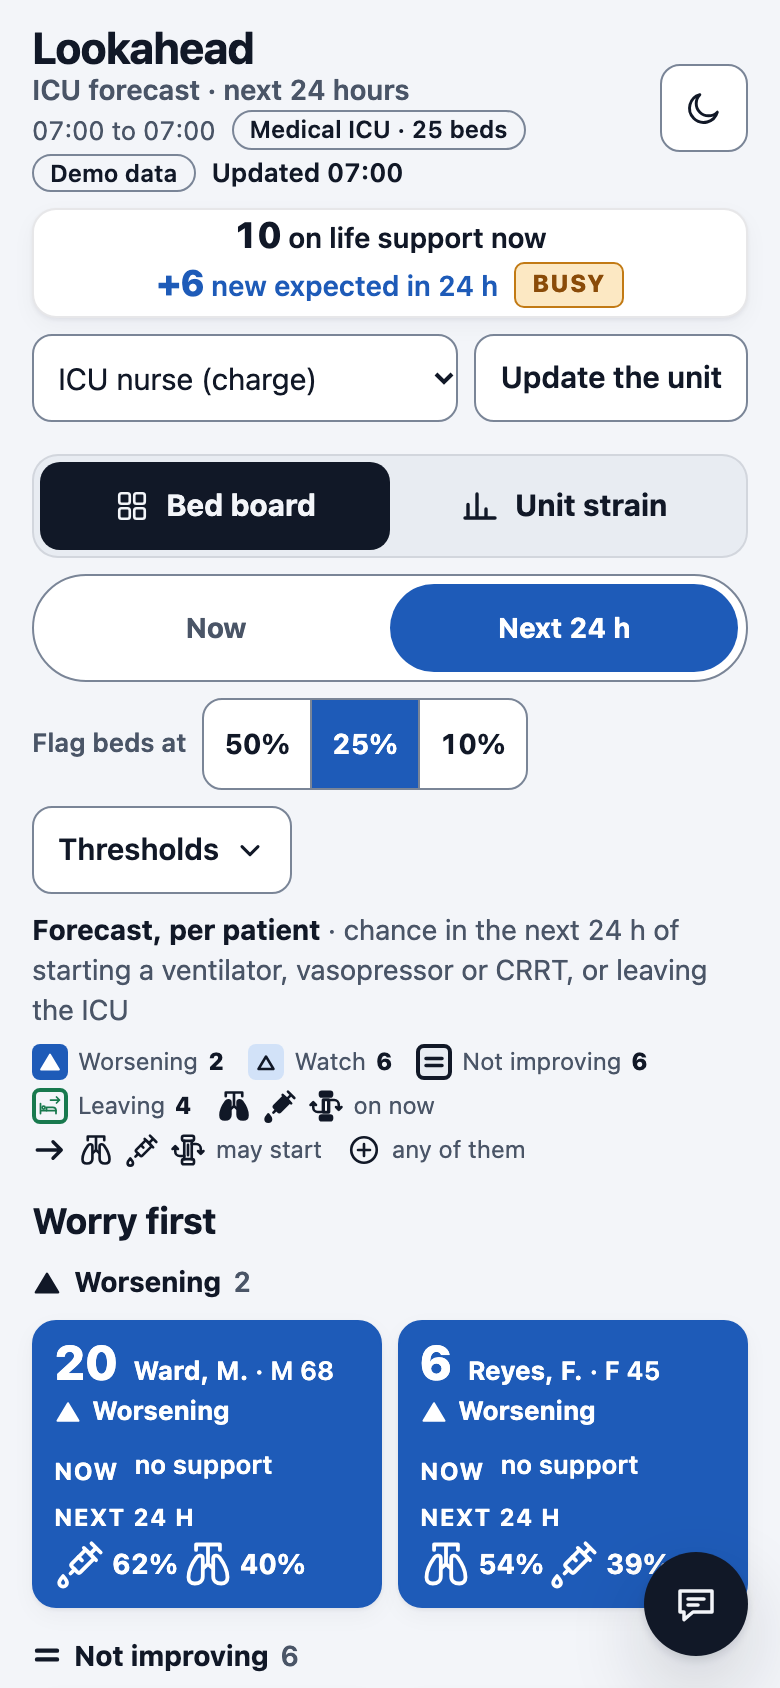 Lookahead
ICU forecast · next 24 hours
07:00 to 07:00 Medical ICU · 25 beds
Demo data Updated 07:00
10 on life support now
+6 new expected in 24 h BUSY
ICU nurse (charge) Update the unit
Bed board Unit strain
Now Next 24 h
Flag beds at 50% 25% 10%
Thresholds
Forecast, per patient · chance in the next 24 h of
starting a ventilator, vasopressor or CRRT, or leaving
the ICU
Worsening 2 Watch 6 Not improving 6
Leaving 4 on now
may start any of them
Worry first
Worsening 2
20 Ward, M. · M 68
Worsening
NOW no support
NEXT 24 H
62% 40%
6 Reyes, F. · F 45
Worsening
NOW no support
NEXT 24 H
54% 39%
Not improving 6